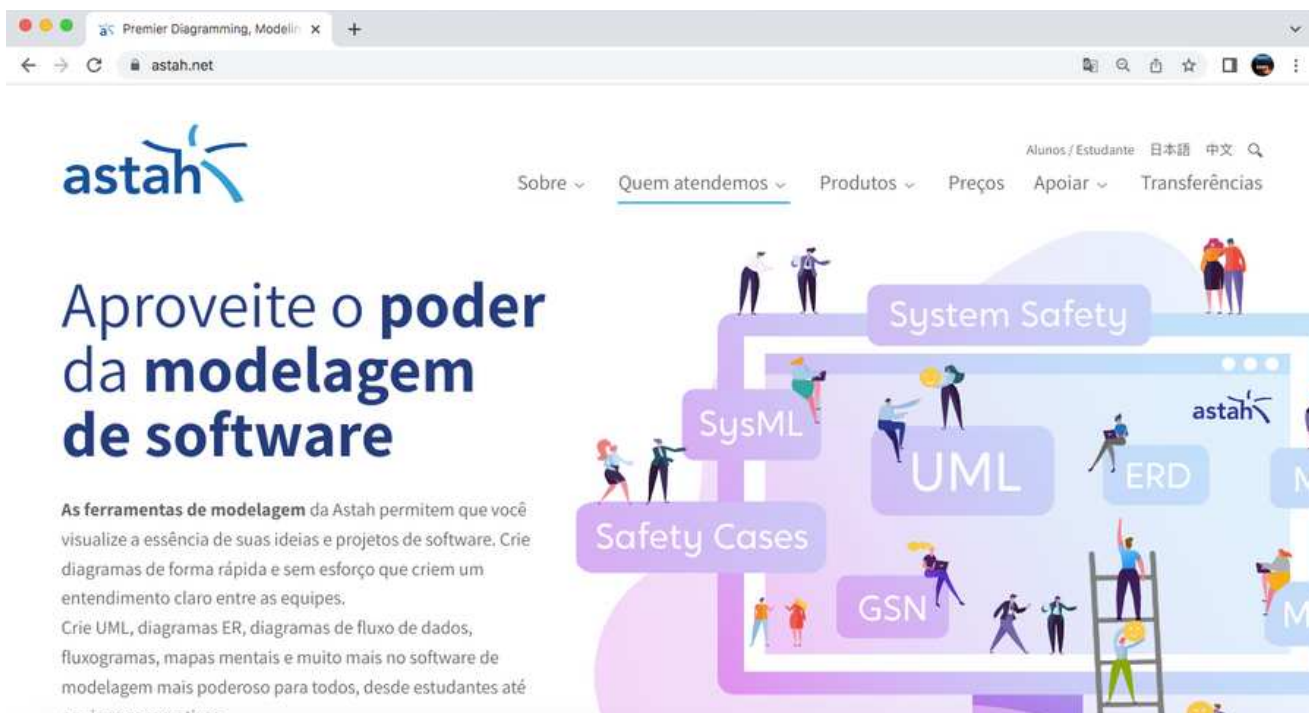 Premier Diagramming, Modelin
astah.net
astah
Alunos / Estudante 日本語 中文
Sobre Quem atendemos Produtos Preços Apoiar Transferências
Aproveite o poder
da modelagem
de software
As ferramentas de modelagem da Astah permitem que você
visualize a essência de suas ideias e projetos de software. Crie
diagramas de forma rápida e sem esforço que criem um
entendimento claro entre as equipes.
Crie UML, diagramas ER, diagramas de fluxo de dados,
fluxogramas, mapas mentais e muito mais no software de
modelagem mais poderoso para todos, desde estudantes até
System Safety
astah
SysML
UML
ERD
M
Safety Cases
GSN
M